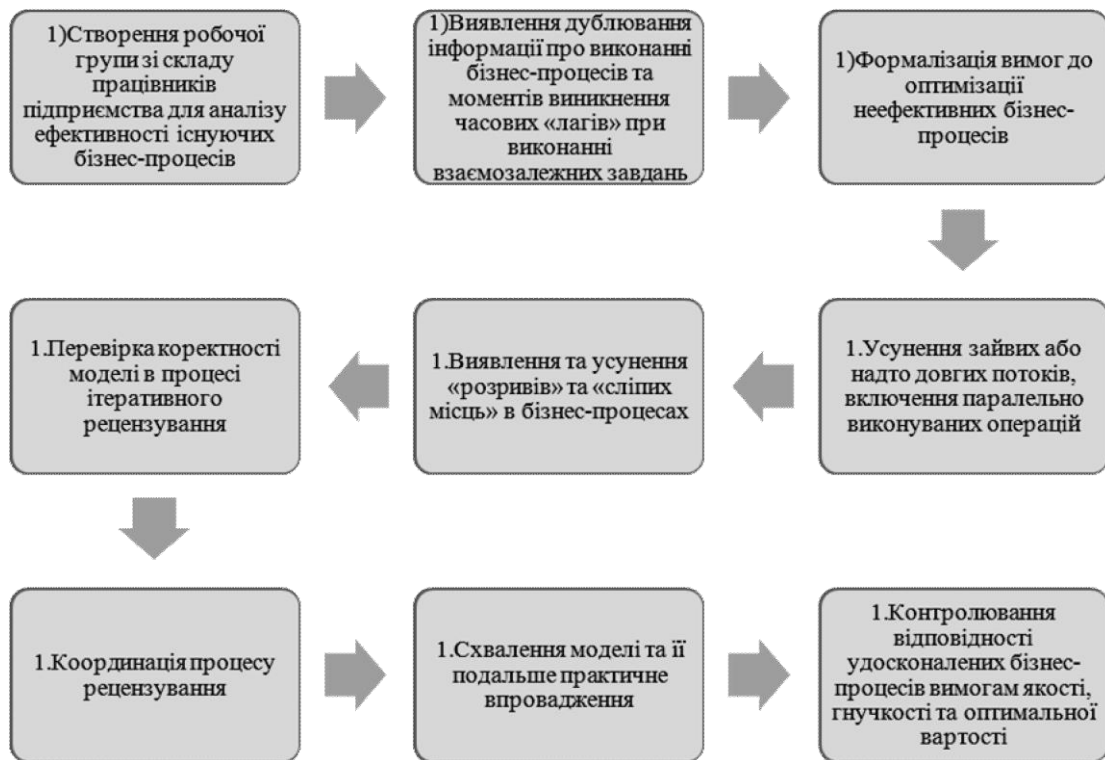 1)Створення робочої
групи зі складу
працівників
підприємства для аналізу
ефективності існуючих
бізнес-процесів
1)Виявлення дублювання
інформації про виконанні
бізнес-процесів та
моментів виникнення
часових «лагів» при
виконанні
взаємозалежних завдань
1)Формалізація вимог до
оптимізації
неефективних бізнес-
процесів
1.Усунення зайвих або
надто довгих потоків,
включення паралельно
виконуваних операцій
1.Виявлення та усунення
«розривів» та «сліпих
місць» в бізнес-процесах
1.Перевірка коректності
моделі в процесі
ітеративного
рецензування
1.Координація процесу
рецензування
1.Схвалення моделі та її
подальше практичне
впровадження
1.Контролювання
відповідності
удосконалених бізнес-
процесів вимогам якості,
гнучкості та оптимальної
вартості